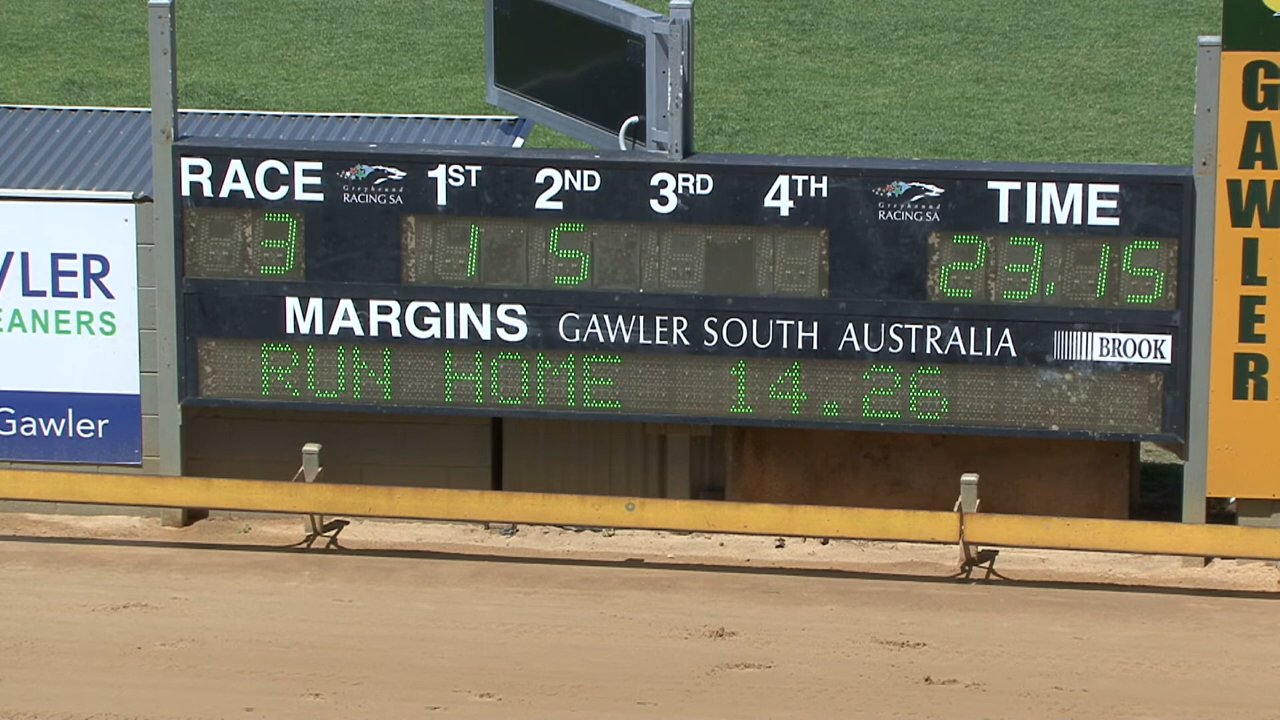 RACE Greyhound RACING SA 1ST 2ND 3RD 4TH Greyhound RACING SA TIME
3 1 5 23.15
MARGINS GAWLER SOUTH AUSTRALIA BROOK
RUN HOME 14.26
WLER
EANERS
Gawler
GAWLER